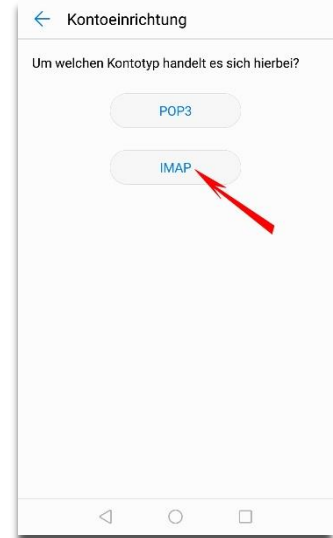 Kontoeinrichtung
Um welchen Kontotyp handelt es sich hierbei?
POP3
IMAP